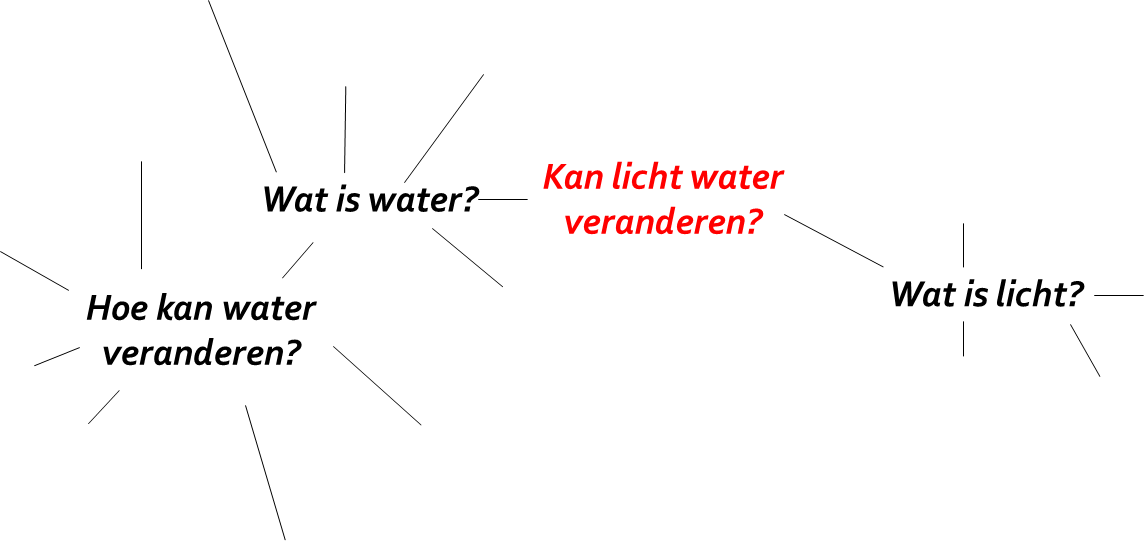 Kan licht water
veranderen?
Wat is water?
Wat is licht?
Hoe kan water
veranderen?